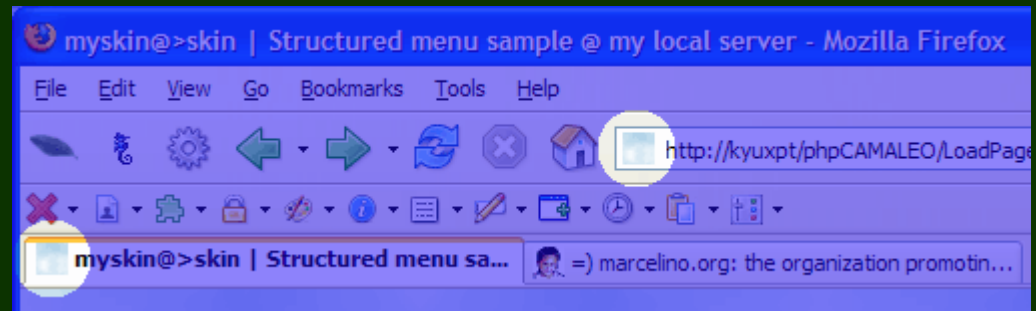 myskin@>skin | Structured menu sample @ my local server - Mozilla Firefox
File Edit View Go Bookmarks Tools Help
http://kyuxpt/phpCAMALEO/LoadPage
myskin@>skin | Structured menu sa... =) marcelino.org: the organization promotin...